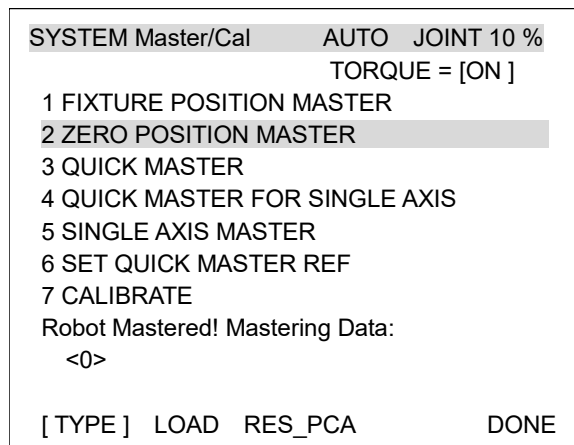 SYSTEM Master/Cal AUTO JOINT 10 %
TORQUE = [ON ]
1 FIXTURE POSITION MASTER
2 ZERO POSITION MASTER
3 QUICK MASTER
4 QUICK MASTER FOR SINGLE AXIS
5 SINGLE AXIS MASTER
6 SET QUICK MASTER REF
7 CALIBRATE
Robot Mastered! Mastering Data:
<0>
[ TYPE ] LOAD RES_PCA DONE